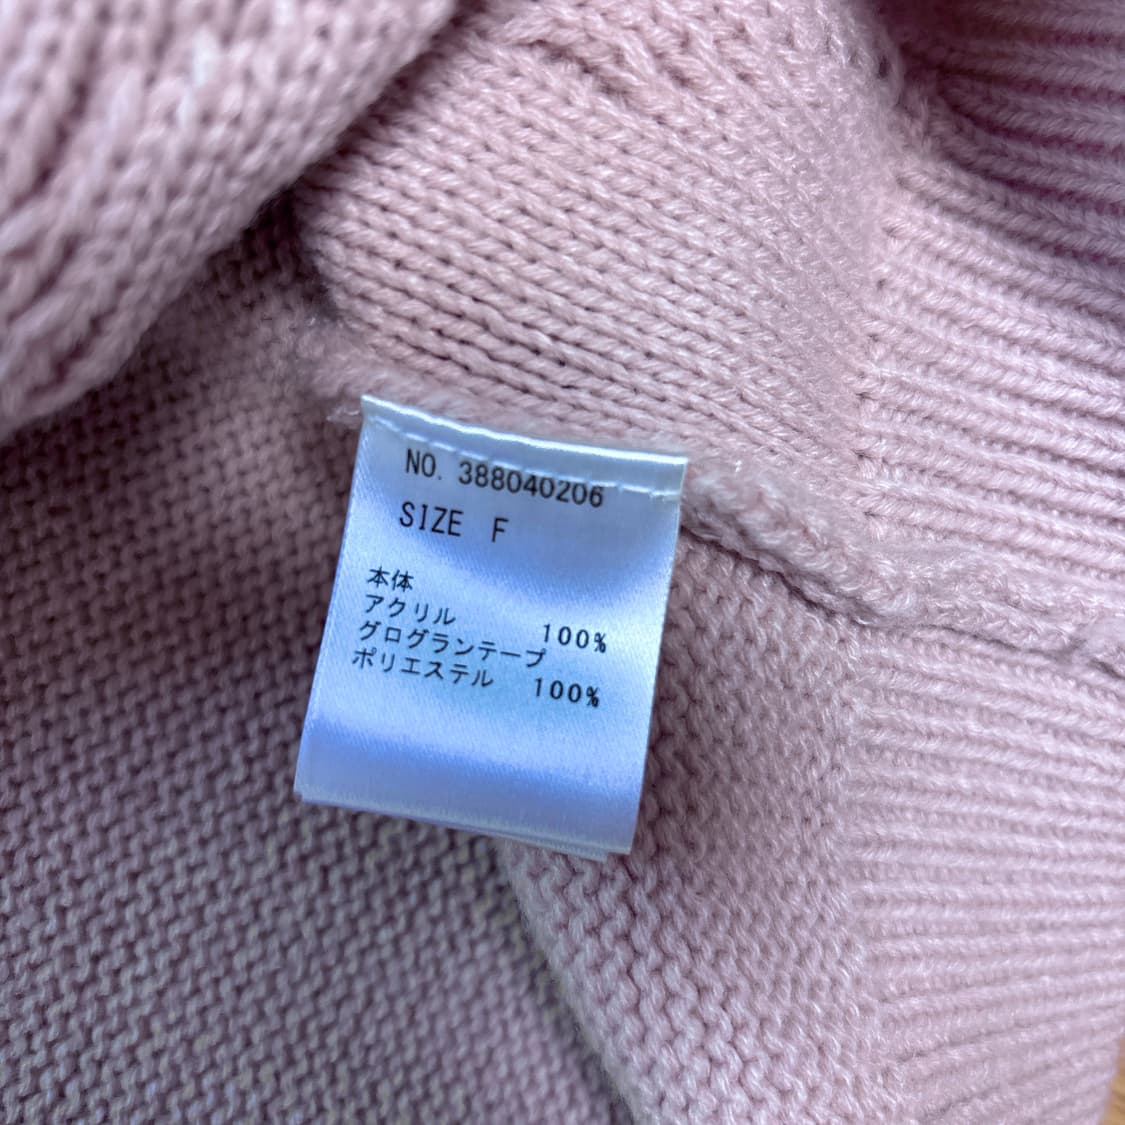 NO. 388040206
SIZE F
本体
アクリル 100%
グログランテープ
ポリエステル 100%